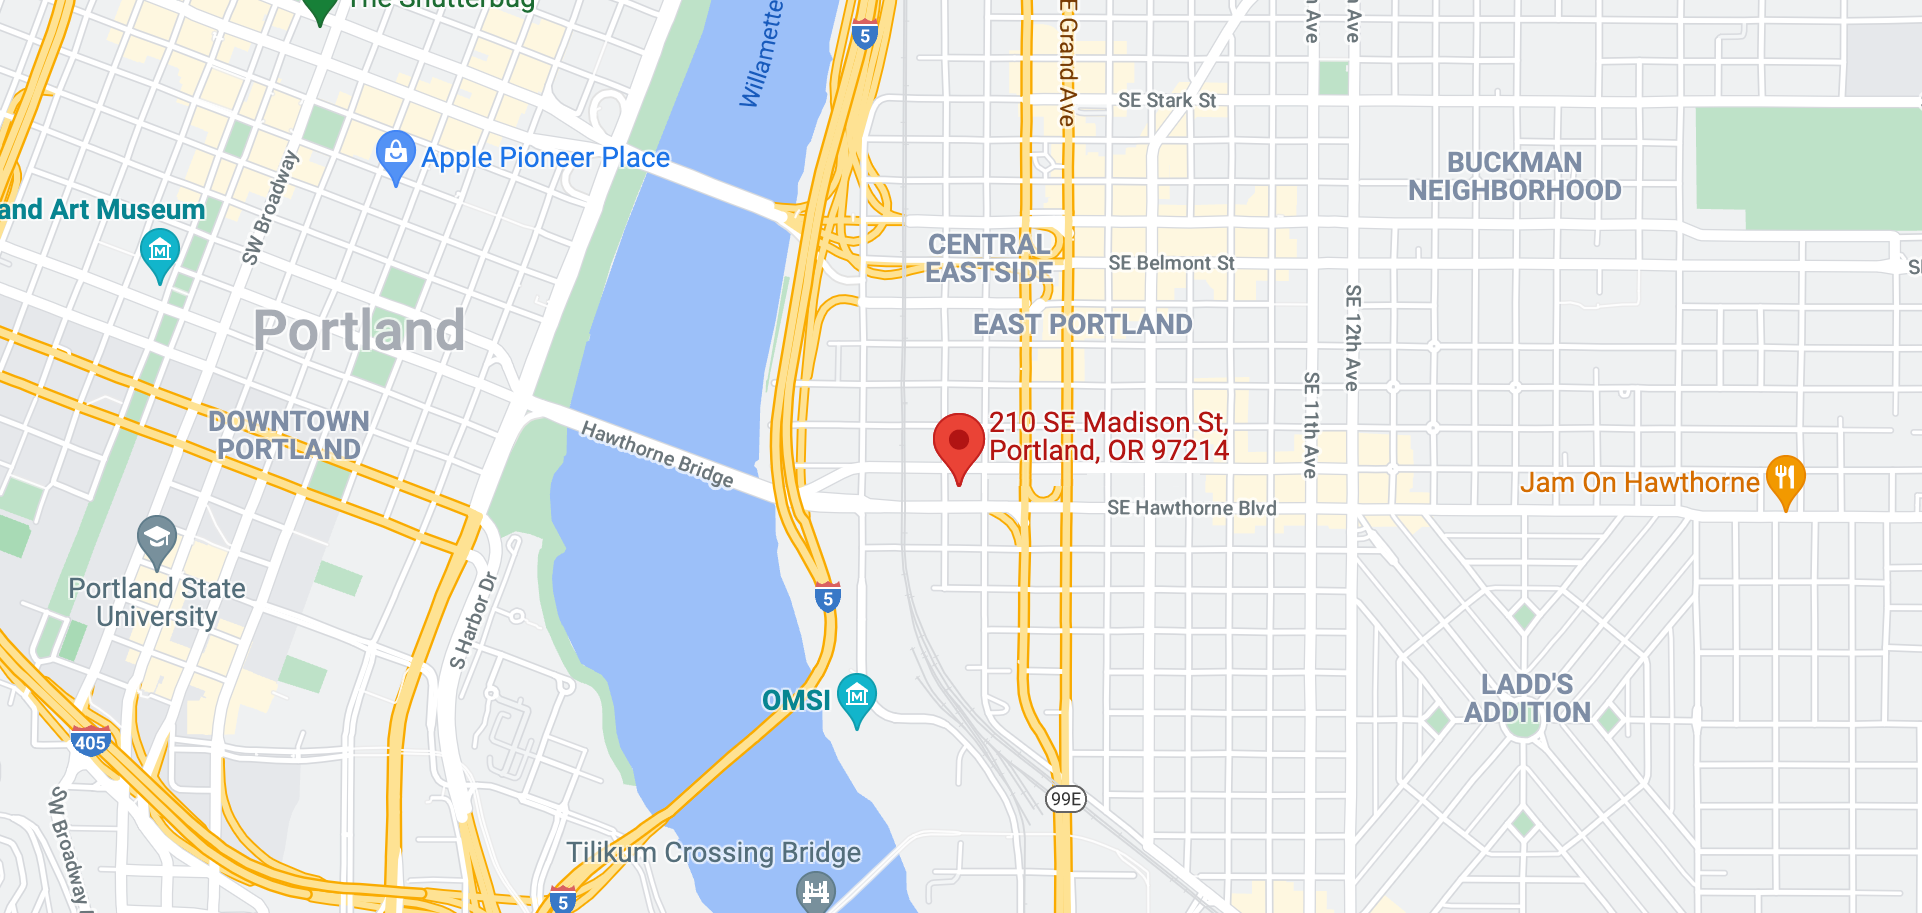 The Shutterbug
Willamette
5
SE Grand Ave
Ave
Ave
SE Stark St
Apple Pioneer Place
BUCKMAN
NEIGHBORHOOD
and Art Museum
SW Broadway
CENTRAL
EASTSIDE
SE Belmont St
SE 12th Ave
EAST PORTLAND
Portland
SE 11th Ave
DOWNTOWN
PORTLAND
Hawthorne Bridge
210 SE Madison St,
Portland, OR 97214
Jam On Hawthorne
SE Hawthorne Blvd
Portland State
University
S Harbor Dr
5
OMSI
LADD'S
ADDITION
405
99E
SW Broadway
Tilikum Crossing Bridge
5